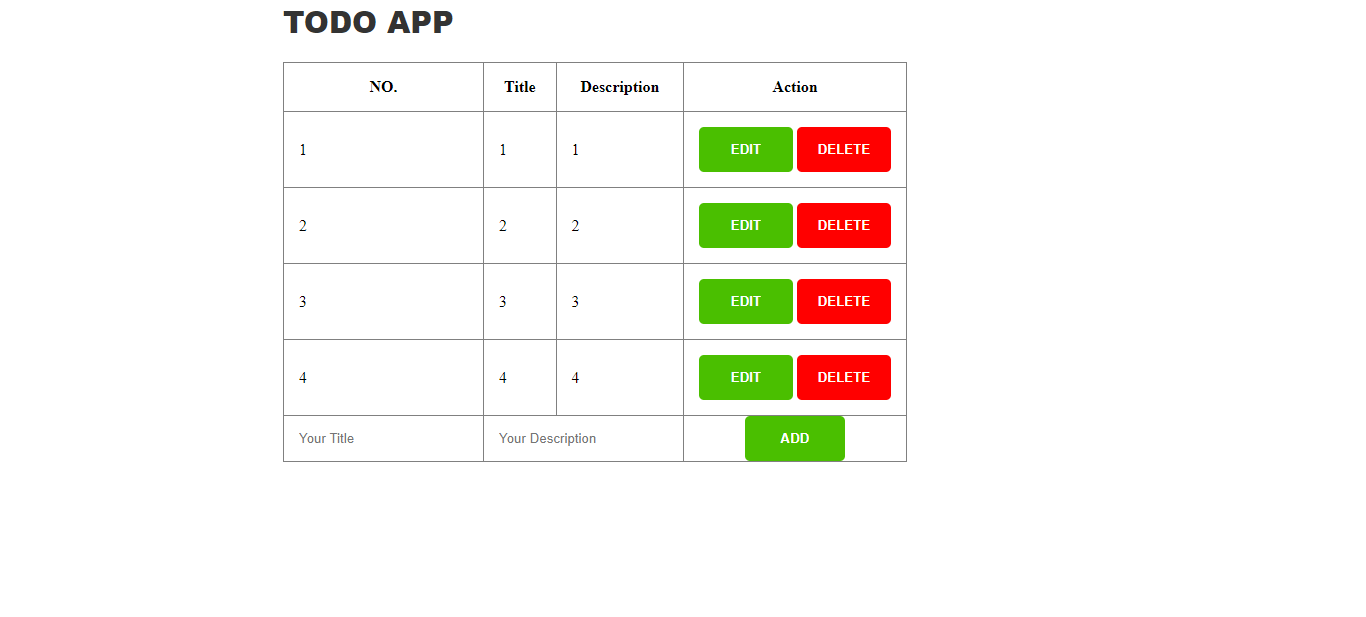 TODO APP
NO. Title Description Action
1 1 1 EDIT DELETE
2 2 2 EDIT DELETE
3 3 3 EDIT DELETE
4 4 4 EDIT DELETE
Your Title Your Description ADD